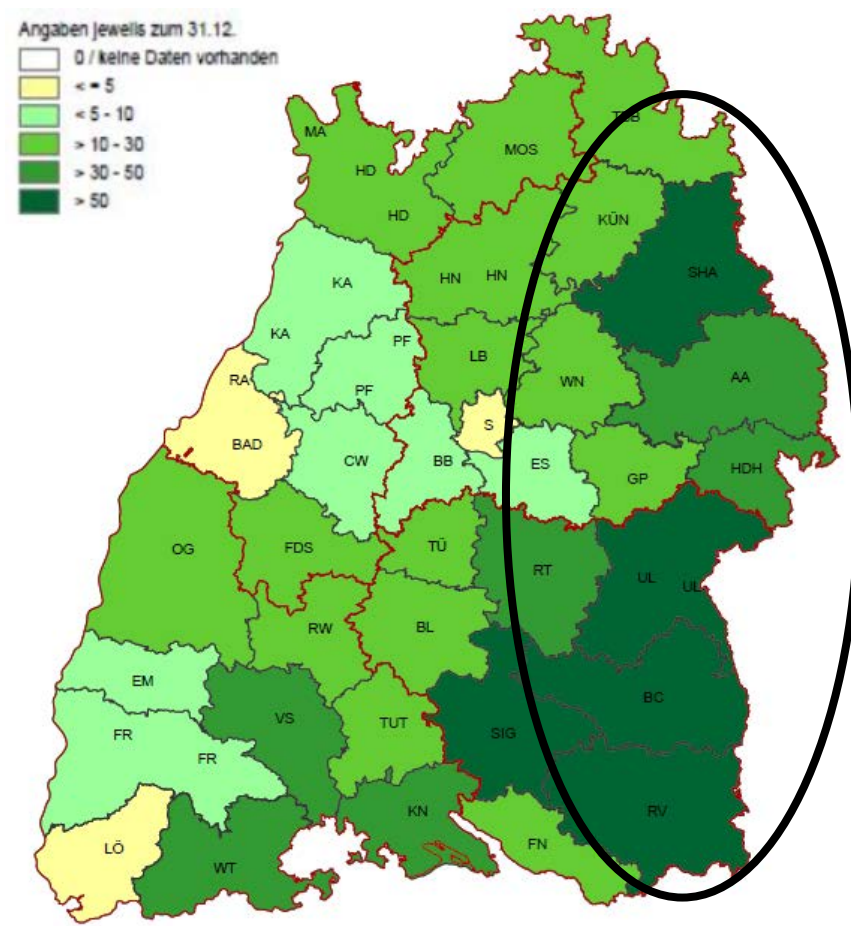 Angaben jeweils zum 31.12.
0 / keine Daten vorhanden
< = 5
< 5 - 10
> 10 - 30
> 30 - 50
> 50
TBB
MA
MOS
HD
HD
KÜN
SHA
KA
HN
HN
KA
PF
LB
AA
RA
PF
WN
BAD
S
CW
BB
ES
GP
HDH
OG
FDS
TÜ
RT
UL
UL
RW
BL
EM
BC
VS
TUT
SIG
FR
FR
KN
RV
LÖ
FN
WT